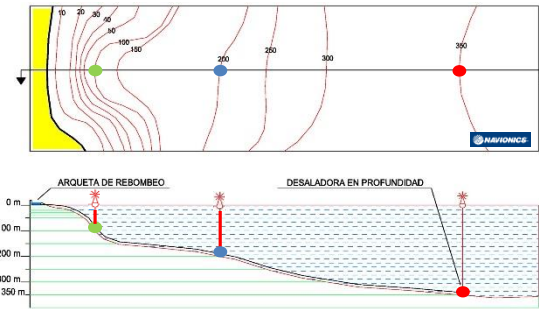 10 20 30
40
50
100
150
200
250
300
350
NAVIONICS
ARQUETA DE REBOMBEO
DESALADORA EN PROFUNDIDAD
0 m
00 m
200 m
300 m
350 m